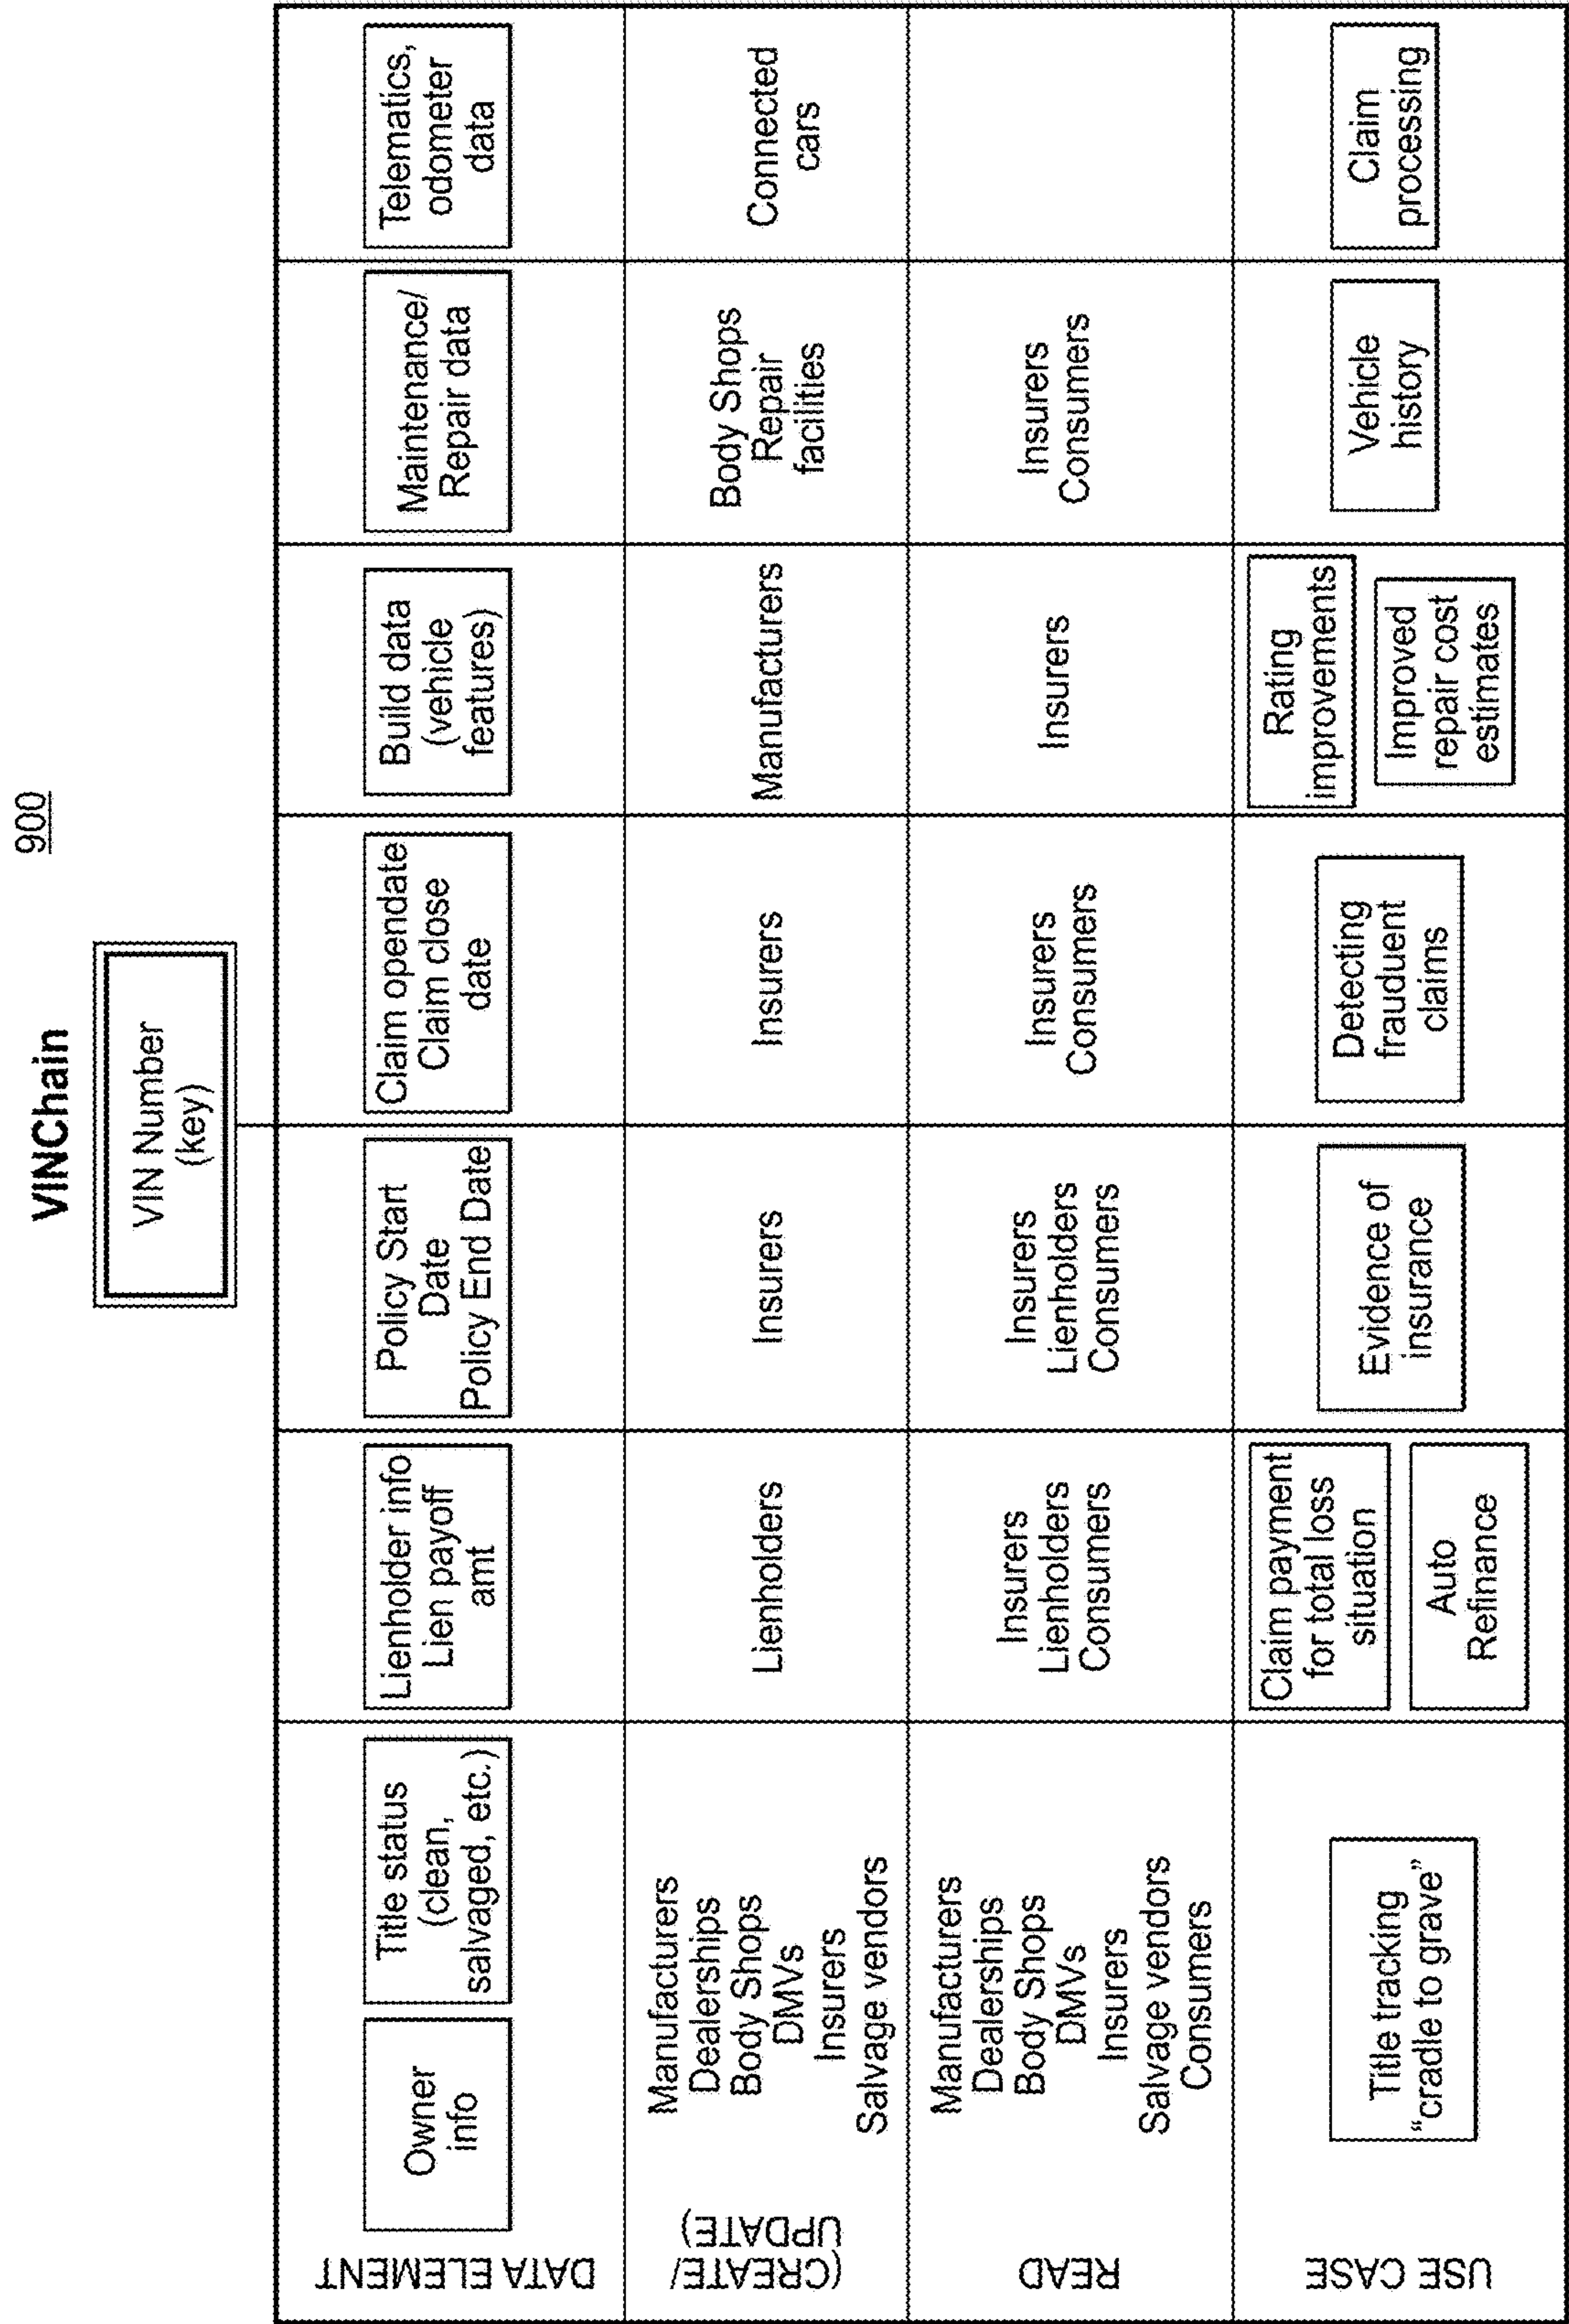 900
VINChain
VIN Number
(key)
DATA ELEMENT
Owner
info
Title status
(clean,
salvaged, etc.)
Lienholder info
Lien payoff
amt
Policy Start
Date
Policy End Date
Claim opendate
Claim close
date
Build data
(vehicle
features)
Maintenance/
Repair data
Telematics,
odometer
data
(CREATE/
UPDATE)
Manufacturers
Dealerships
Body Shops
DMVs
Insurers
Salvage vendors
Lienholders
Insurers
Insurers
Manufacturers
Body Shops
Repair
facilities
Connected
cars
READ
Manufacturers
Dealerships
Body Shops
DMVs
Insurers
Salvage vendors
Consumers
Insurers
Lienholders
Consumers
Insurers
Lienholders
Consumers
Insurers
Consumers
Insurers
Insurers
Consumers
USE CASE
Title tracking
“cradle to grave”
Claim payment
for total loss
situation
Auto
Refinance
Evidence of
insurance
Detecting
frauduent
claims
Rating
improvements
Improved
repair cost
estimates
Vehicle
history
Claim
processing